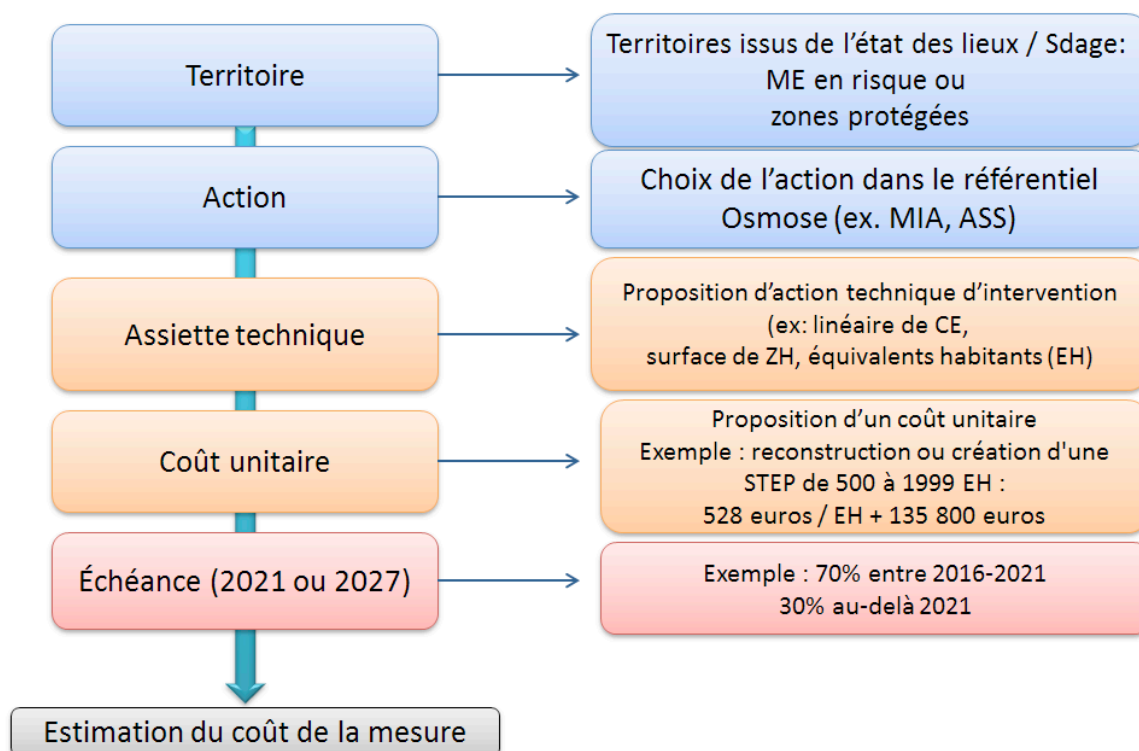 Territoire
Territoires issus de l’état des lieux / Sdage:
ME en risque ou
zones protégées
Action
Choix de l’action dans le référentiel
Osmose (ex. MIA, ASS)
Assiette technique
Proposition d’action technique d’intervention
(ex: linéaire de CE,
surface de ZH, équivalents habitants (EH)
Coût unitaire
Proposition d’un coût unitaire
Exemple : reconstruction ou création d'une
STEP de 500 à 1999 EH :
528 euros / EH + 135 800 euros
Échéance (2021 ou 2027)
Exemple : 70% entre 2016-2021
30% au-delà 2021
Estimation du coût de la mesure